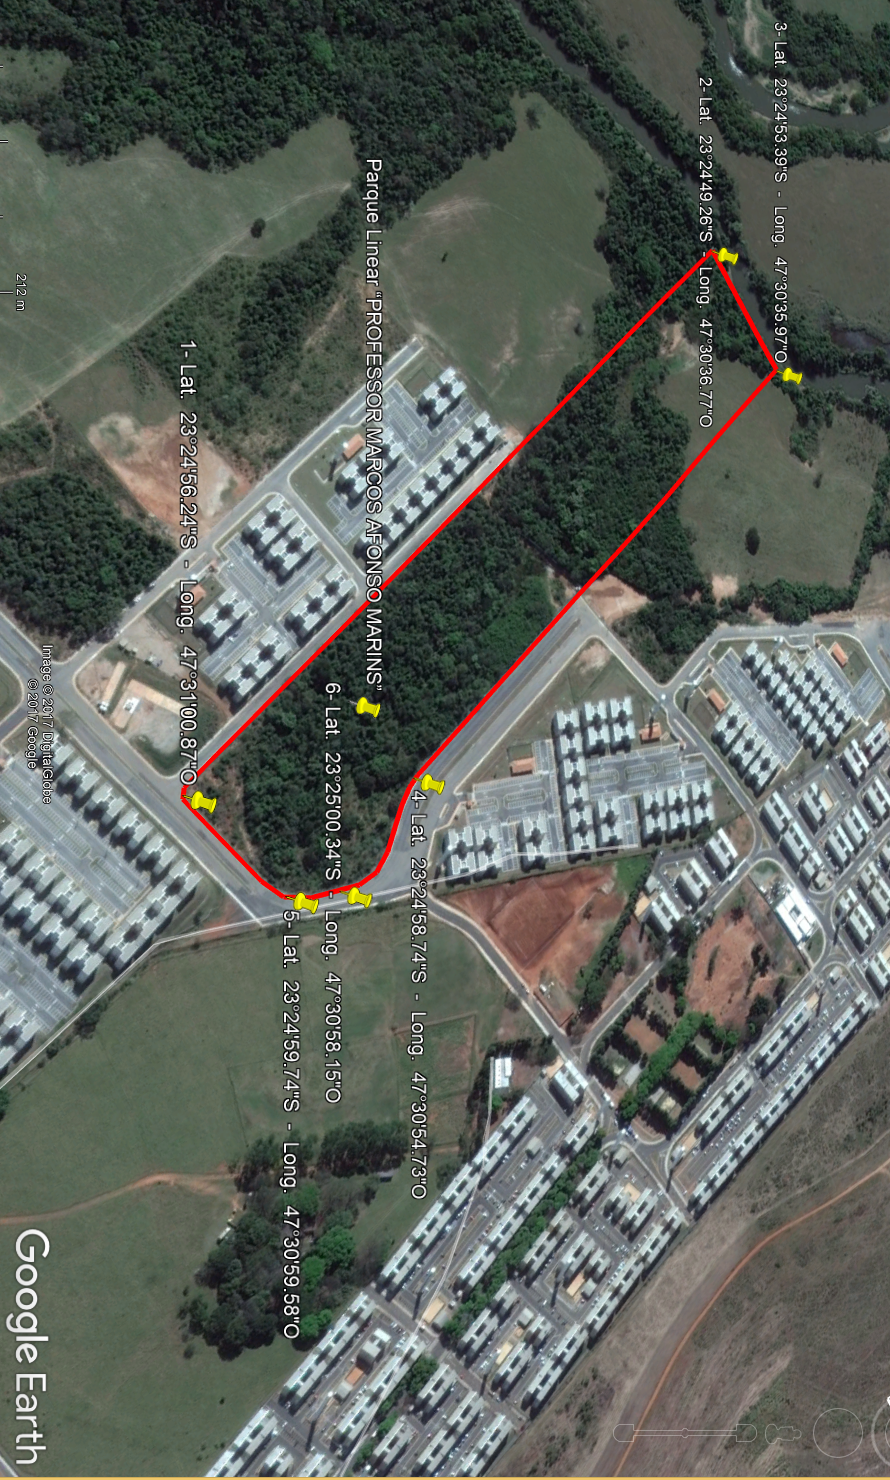 3- Lat. 23°24'53.39"S - Long. 47°30'35.97"O
2- Lat. 23°24'49.26"S - Long. 47°30'36.77"O
4- Lat. 23°24'58.74"S - Long. 47°30'54.73"O
Parque Linear "PROFESSOR MARCOS AFONSO MARINS"
6- Lat. 23°25'00.34"S - Long. 47°30'58.15"O
5- Lat. 23°24'59.74"S - Long. 47°30'59.58"O
1- Lat. 23°24'56.24"S - Long. 47°31'00.87"O
Image © 2017 DigitalGlobe
© 2017 Google
212 m
Google Earth